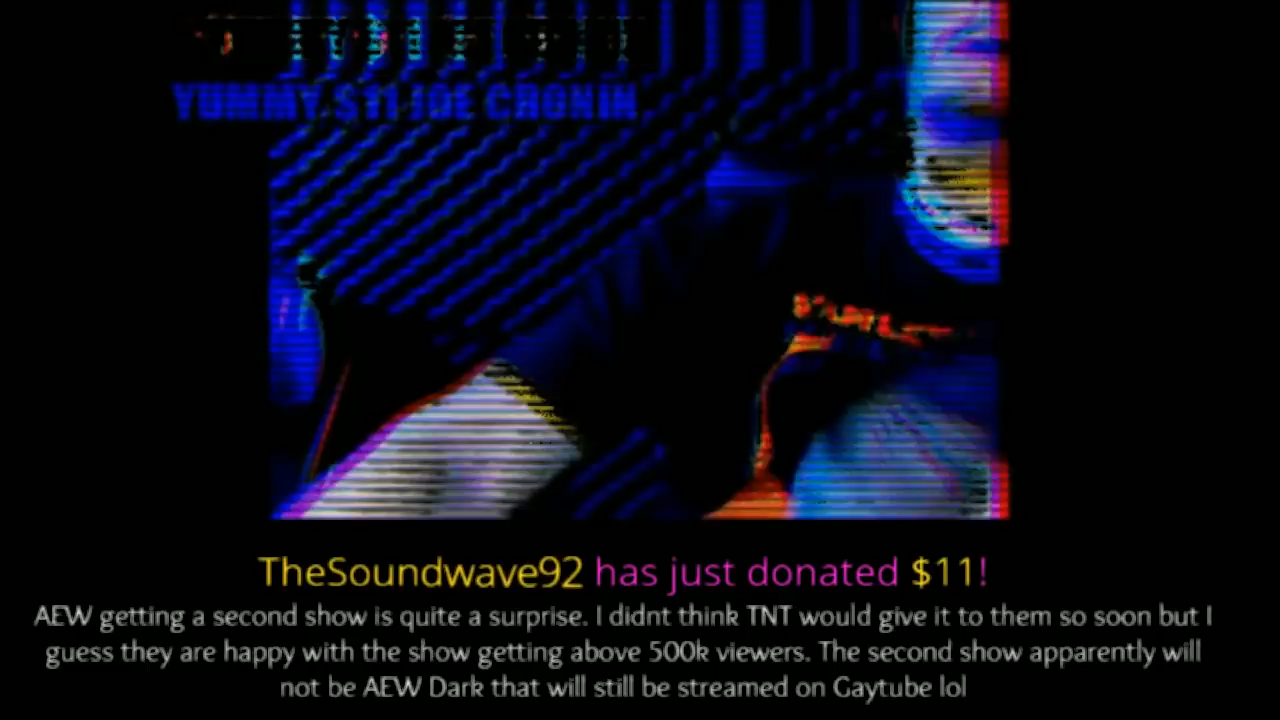 YUMMY $11 JOE CRONIN
TheSoundwave92 has just donated $11!
AEW getting a second show is quite a surprise. I didnt think TNT would give it to them so soon but I
guess they are happy with the show getting above 500k viewers. The second show apparently will
not be AEW Dark that will still be streamed on Gaytube lol